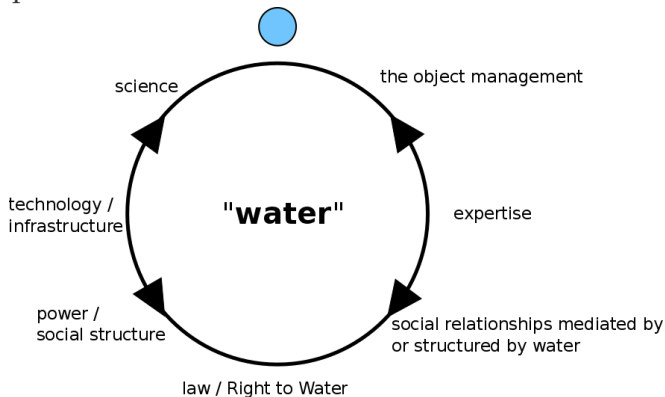 science
the object management
technology /
infrastructure
"water"
expertise
power /
social structure
social relationships mediated by
or structured by water
law / Right to Water